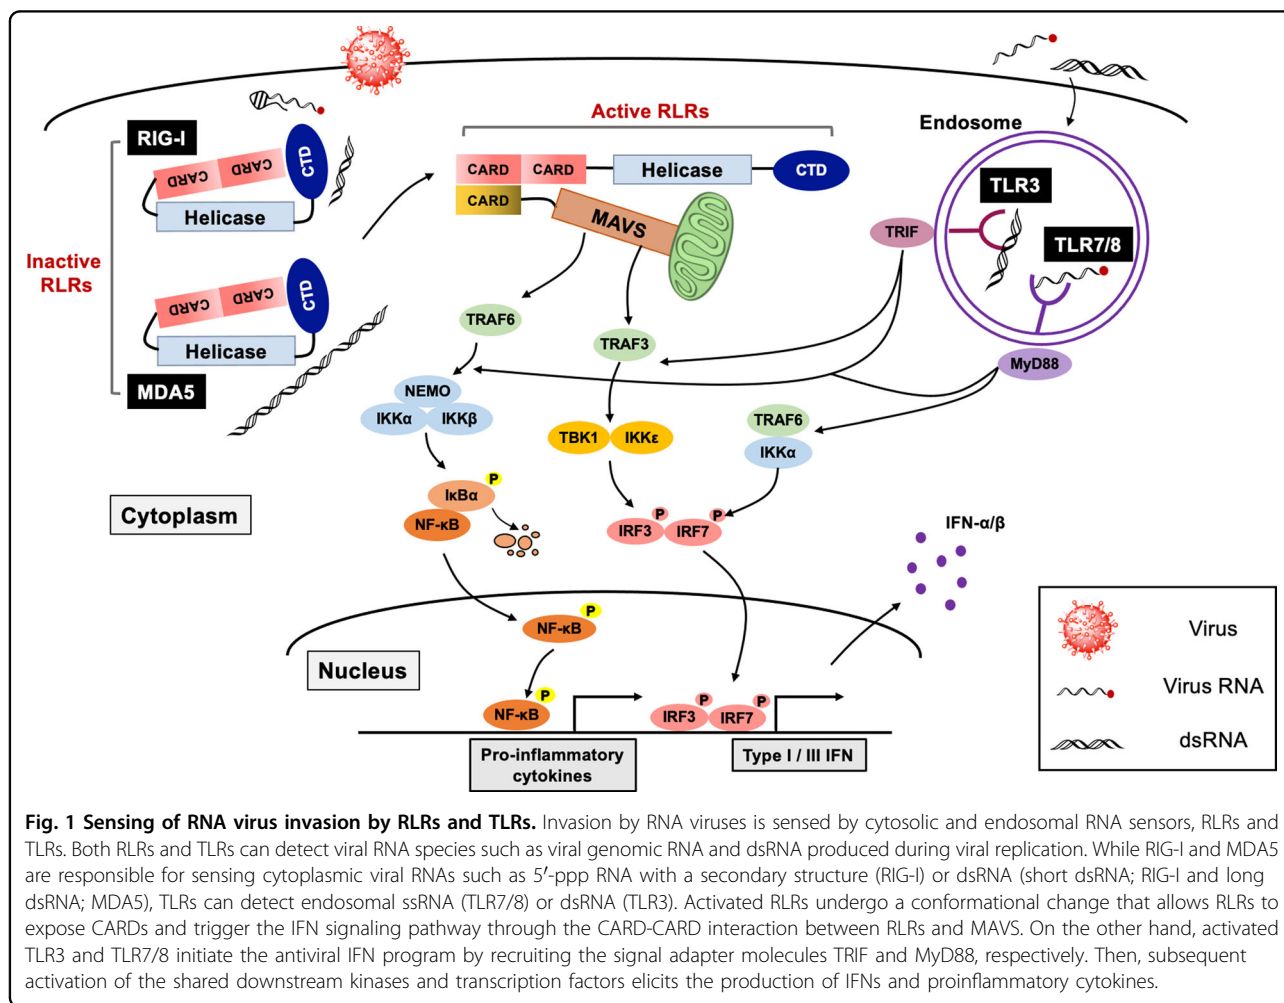 Active RLRs
RIG-I
CARD
CARD
CTD
Helicase
Inactive
RLRs
CARD
CARD
CTD
Helicase
MDA5
CARD
CARD
Helicase
CTD
CARD
MAVS
Endosome
TLR3
TLR7/8
TRIF
MyD88
TRAF6
TRAF3
NEMO
IKKα
IKKβ
TBK1
IKKε
TRAF6
IKKα
Cytoplasm
P
IκBα
NF-κB
P
P
IRF3
IRF7
IFN-α/β
P
NF-κB
Nucleus
P
NF-κB
P
P
IRF3
IRF7
Pro-inflammatory
cytokines
Type I / III IFN
Virus
Virus RNA
dsRNA
Fig. 1 Sensing of RNA virus invasion by RLRs and TLRs. Invasion by RNA viruses is sensed by cytosolic and endosomal RNA sensors, RLRs and
TLRs. Both RLRs and TLRs can detect viral RNA species such as viral genomic RNA and dsRNA produced during viral replication. While RIG-I and MDA5
are responsible for sensing cytoplasmic viral RNAs such as 5′-ppp RNA with a secondary structure (RIG-I) or dsRNA (short dsRNA; RIG-I and long
dsRNA; MDA5), TLRs can detect endosomal ssRNA (TLR7/8) or dsRNA (TLR3). Activated RLRs undergo a conformational change that allows RLRs to
expose CARDs and trigger the IFN signaling pathway through the CARD-CARD interaction between RLRs and MAVS. On the other hand, activated
TLR3 and TLR7/8 initiate the antiviral IFN program by recruiting the signal adapter molecules TRIF and MyD88, respectively. Then, subsequent
activation of the shared downstream kinases and transcription factors elicits the production of IFNs and proinflammatory cytokines.